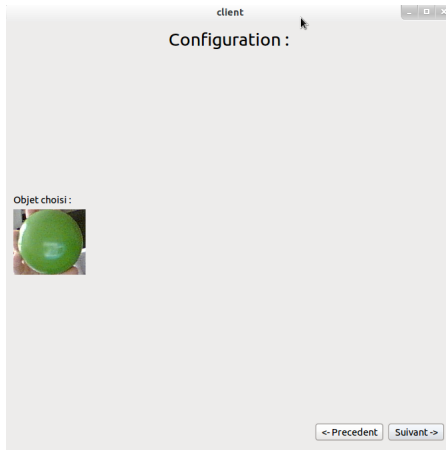 client
Configuration :
Objet choisi :
<- Precedent Suivant ->